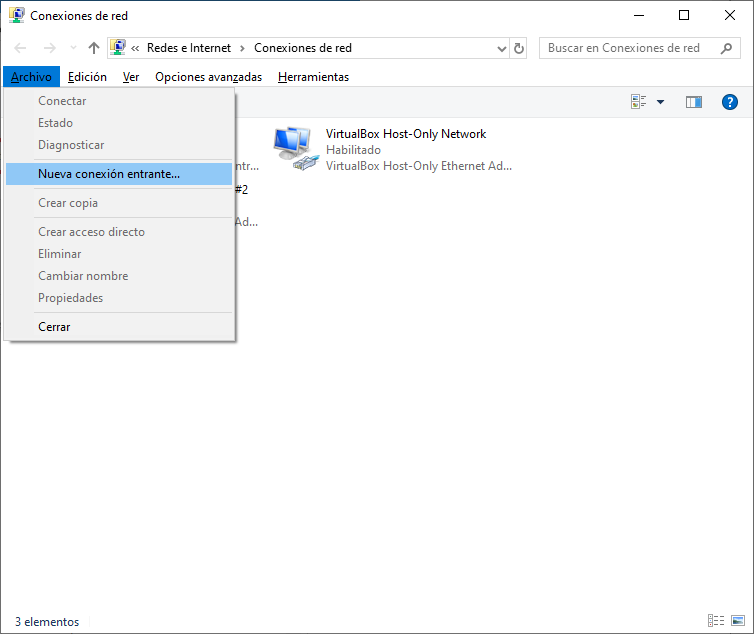 Conexiones de red
« Redes e Internet > Conexiones de red
Buscar en Conexiones de red
Archivo Edición Ver Opciones avanzadas Herramientas
Conectar
Estado
Diagnosticar
Nueva conexión entrante...
Crear copia
Crear acceso directo
Eliminar
Cambiar nombre
Propiedades
Cerrar
ntr...
#2
Ad...
VirtualBox Host-Only Network
Habilitado
VirtualBox Host-Only Ethernet Ad...
3 elementos